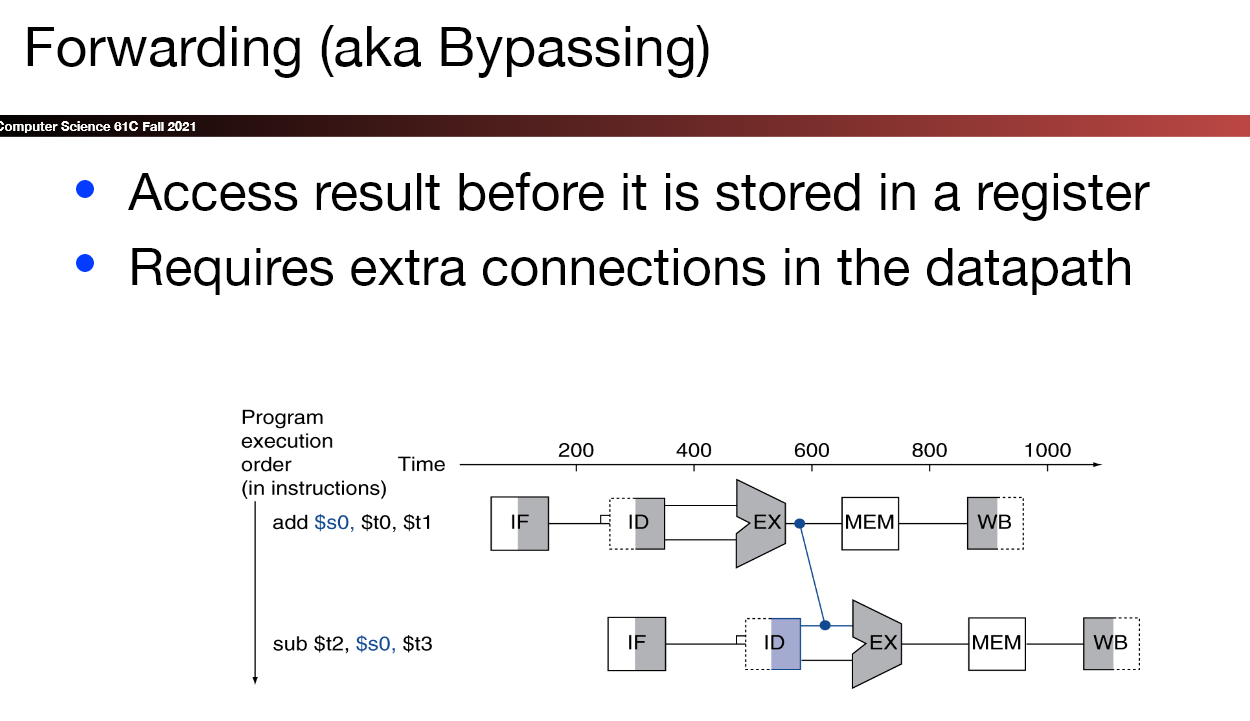 Forwarding (aka Bypassing)
Computer Science 61C Fall 2021
Access result before it is stored in a register
Requires extra connections in the datapath
Program
execution
order
(in instructions)
Time
200 400 600 800 1000
add $s0, $t0, $t1
IF ID EX MEM WB
sub $t2, $s0, $t3
IF ID EX MEM WB